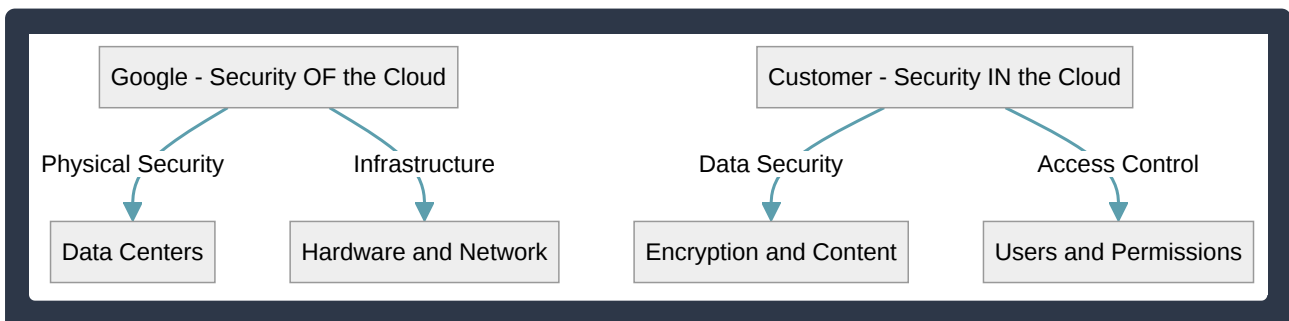 Google - Security OF the Cloud
Customer - Security IN the Cloud
Physical Security
Infrastructure
Data Security
Access Control
Data Centers
Hardware and Network
Encryption and Content
Users and Permissions